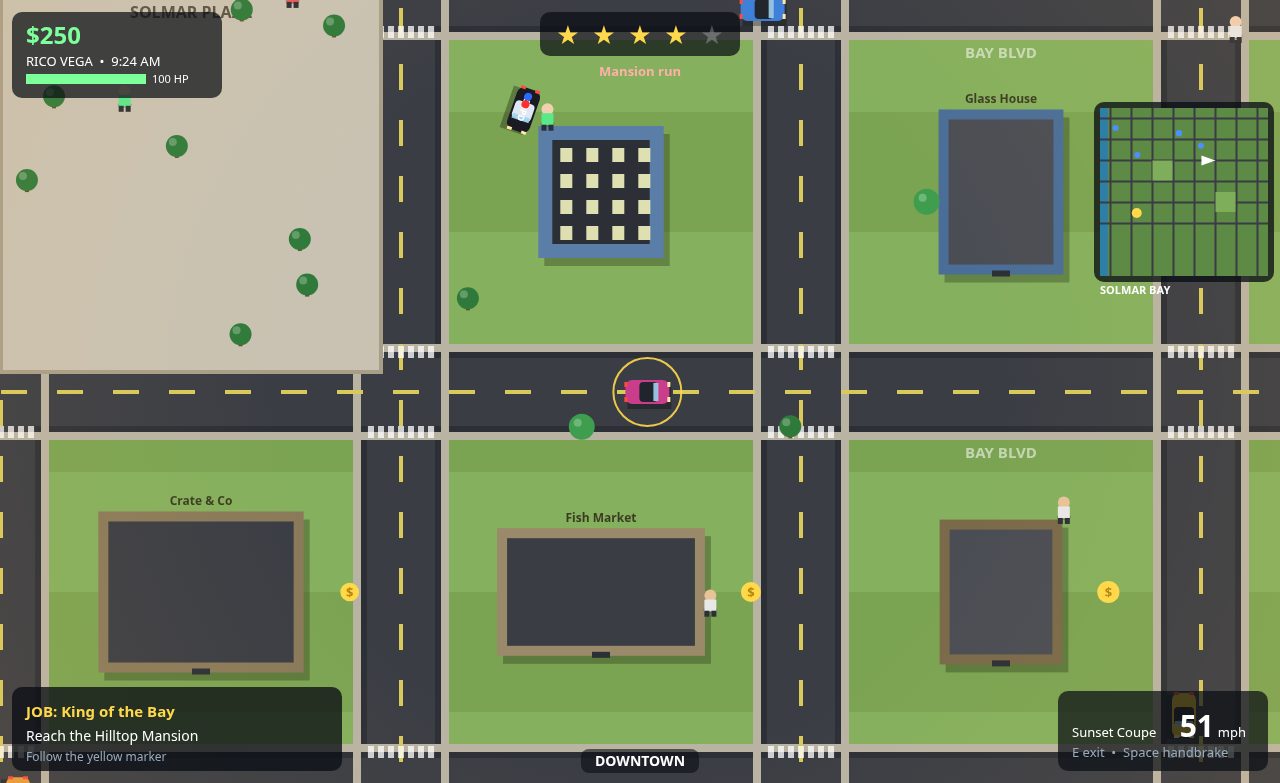 SOLMAR PLA
$250
RICO VEGA • 9:24 AM
100 HP
Mansion run
BAY BLVD
Glass House
SOLMAR BAY
BAY BLVD
Crate & Co
Fish Market
$
$
$
JOB: King of the Bay
Reach the Hilltop Mansion
Follow the yellow marker
DOWNTOWN
Sunset Coupe 51 mph
E exit • Space handbrake